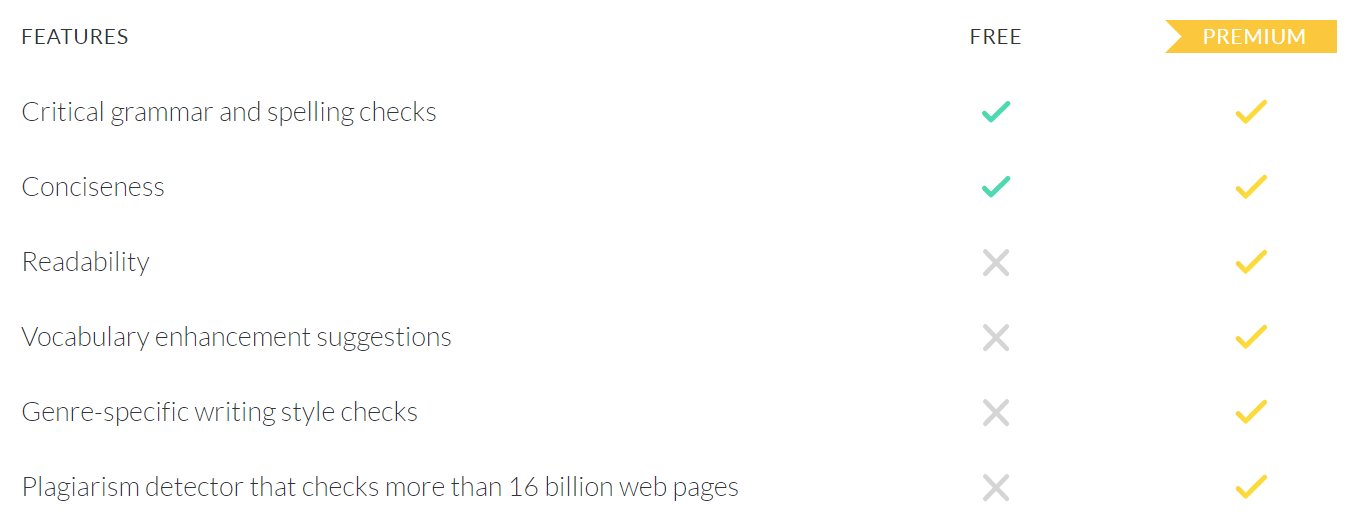 FEATURES FREE PREMIUM
Critical grammar and spelling checks
Conciseness
Readability
Vocabulary enhancement suggestions
Genre-specific writing style checks
Plagiarism detector that checks more than 16 billion web pages